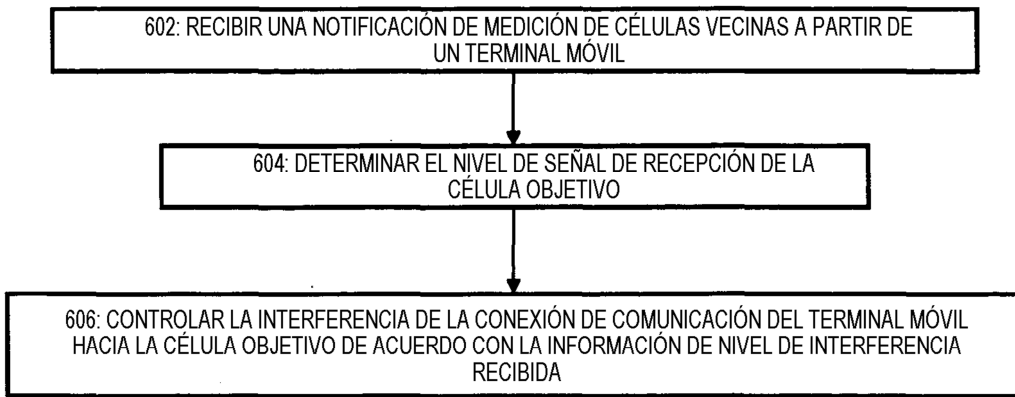 602: RECIBIR UNA NOTIFICACIÓN DE MEDICIÓN DE CÉLULAS VECINAS A PARTIR DE
UN TERMINAL MÓVIL
604: DETERMINAR EL NIVEL DE SEÑAL DE RECEPCIÓN DE LA
CÉLULA OBJETIVO
606: CONTROLAR LA INTERFERENCIA DE LA CONEXIÓN DE COMUNICACIÓN DEL TERMINAL MÓVIL
HACIA LA CÉLULA OBJETIVO DE ACUERDO CON LA INFORMACIÓN DE NIVEL DE INTERFERENCIA
RECIBIDA